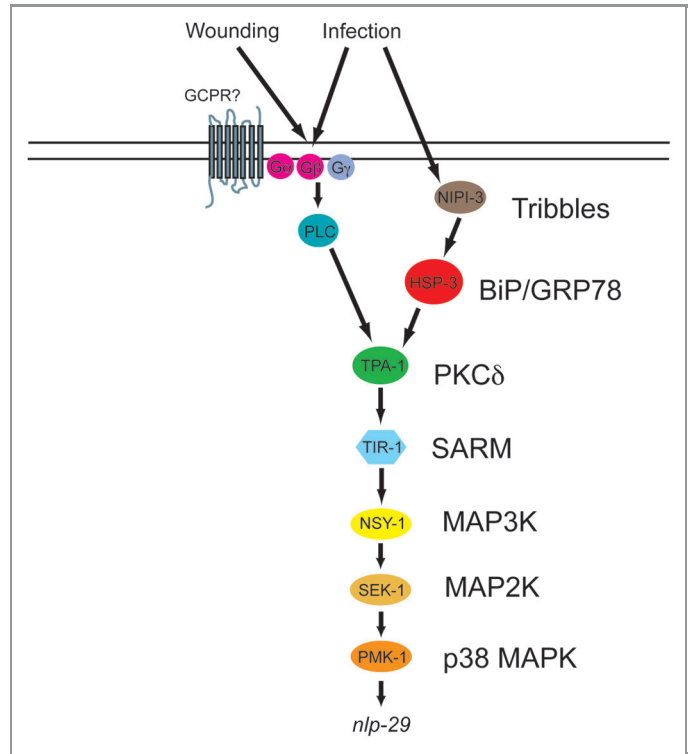 Wounding Infection
GCPR?
Gα Gβ Gγ
NIPI-3 Tribbles
PLC
HSP-3 BiP/GRP78
TPA-1 PKCδ
TIR-1 SARM
NSY-1 MAP3K
SEK-1 MAP2K
PMK-1 p38 MAPK
nlp-29